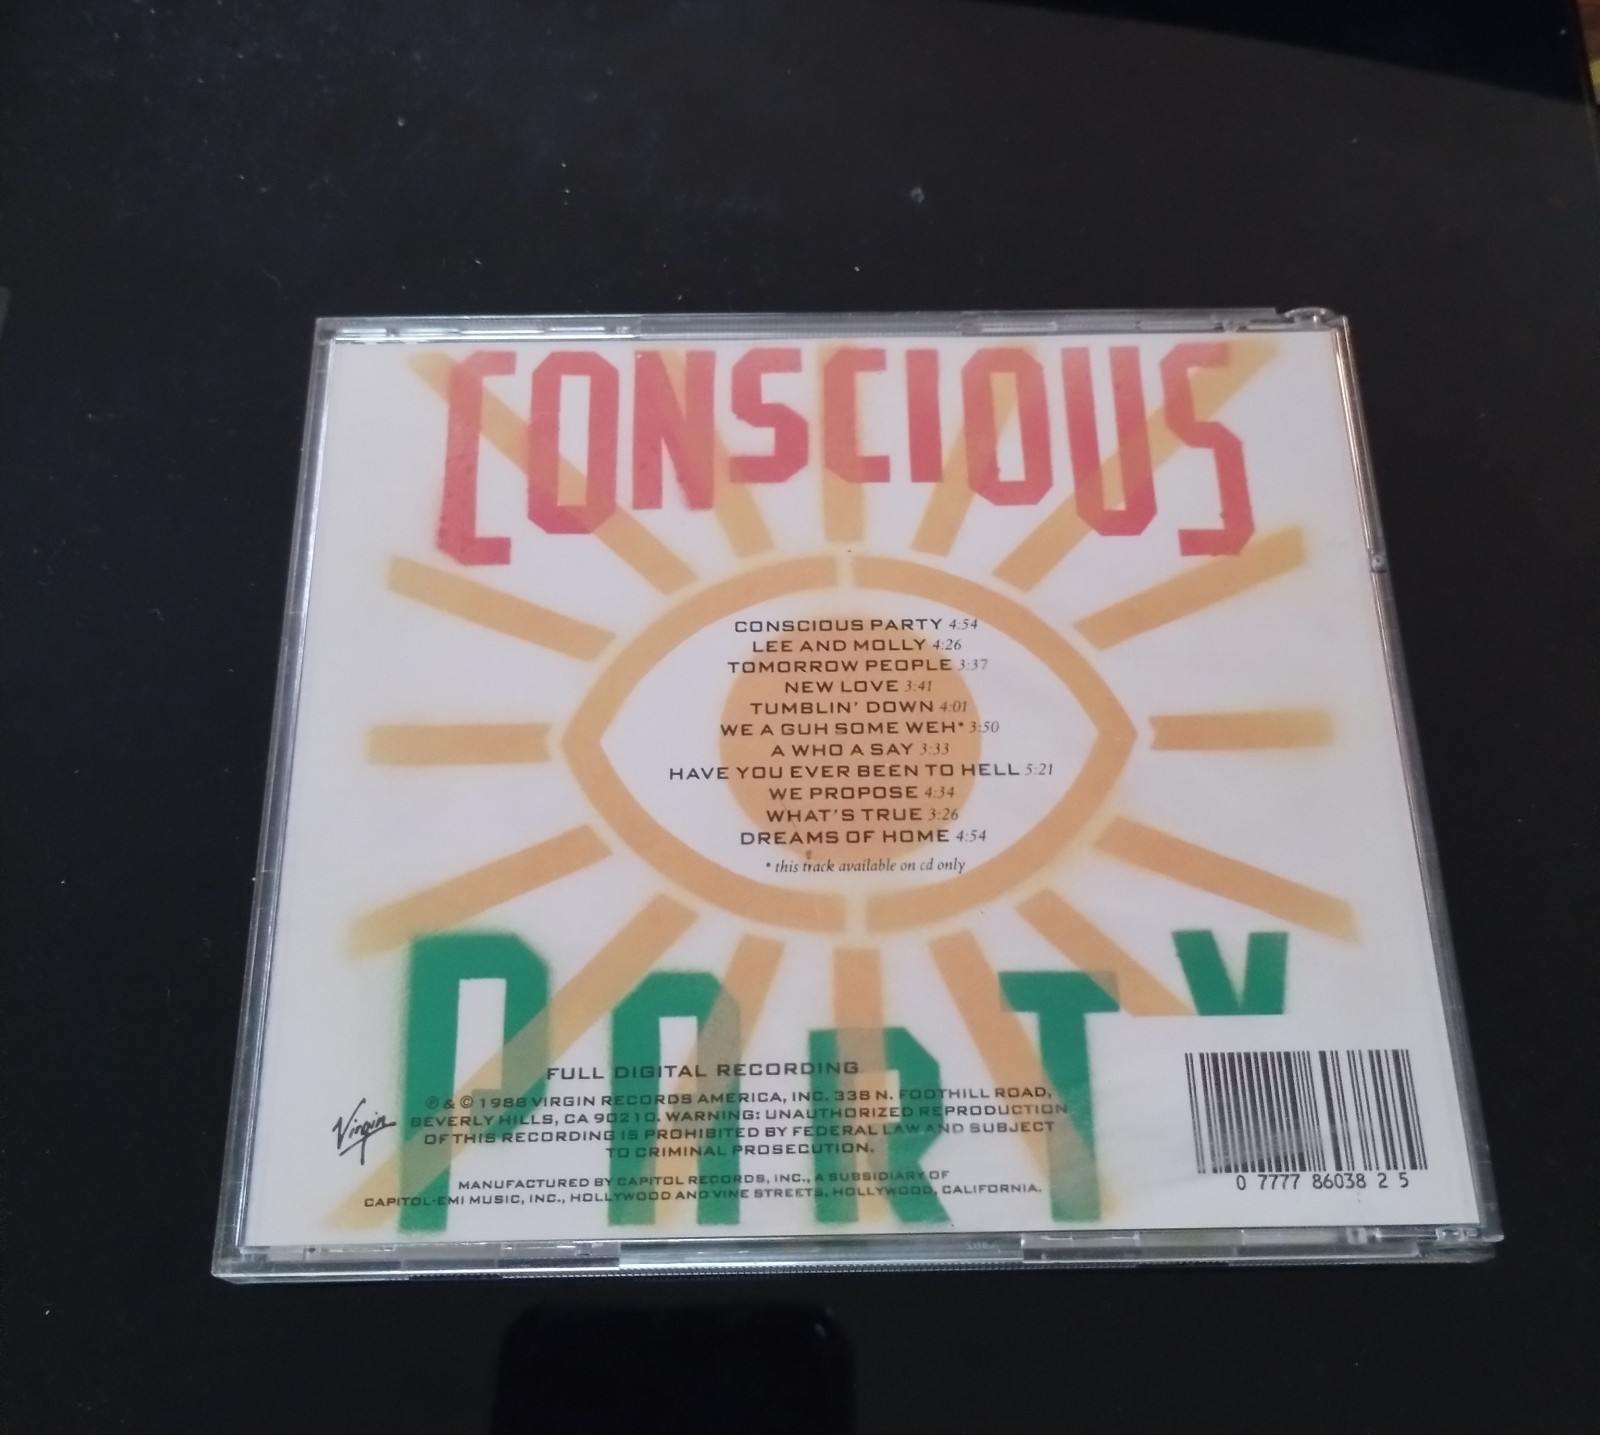 CONSCIOUS
CONSCIOUS PARTY 4:54
LEE AND MOLLY 4:26
TOMORROW PEOPLE 3:37
NEW LOVE 3:41
TUMBLIN' DOWN 4:01
WE A GUH SOME WEH* 3:50
A WHO A SAY 3:33
HAVE YOU EVER BEEN TO HELL 5:21
WE PROPOSE 4:34
WHAT'S TRUE 3:26
DREAMS OF HOME 4:54
* this track available on cd only
PARTY
FULL DIGITAL RECORDING
Virgin
℗ & © 1988 VIRGIN RECORDS AMERICA, INC. 338 N. FOOTHILL ROAD,
BEVERLY HILLS, CA 90210. WARNING: UNAUTHORIZED REPRODUCTION
OF THIS RECORDING IS PROHIBITED BY FEDERAL LAW AND SUBJECT
TO CRIMINAL PROSECUTION.
MANUFACTURED BY CAPITOL RECORDS, INC., A SUBSIDIARY OF
CAPITOL-EMI MUSIC, INC., HOLLYWOOD AND VINE STREETS, HOLLYWOOD, CALIFORNIA.
0 7777 86038 2 5